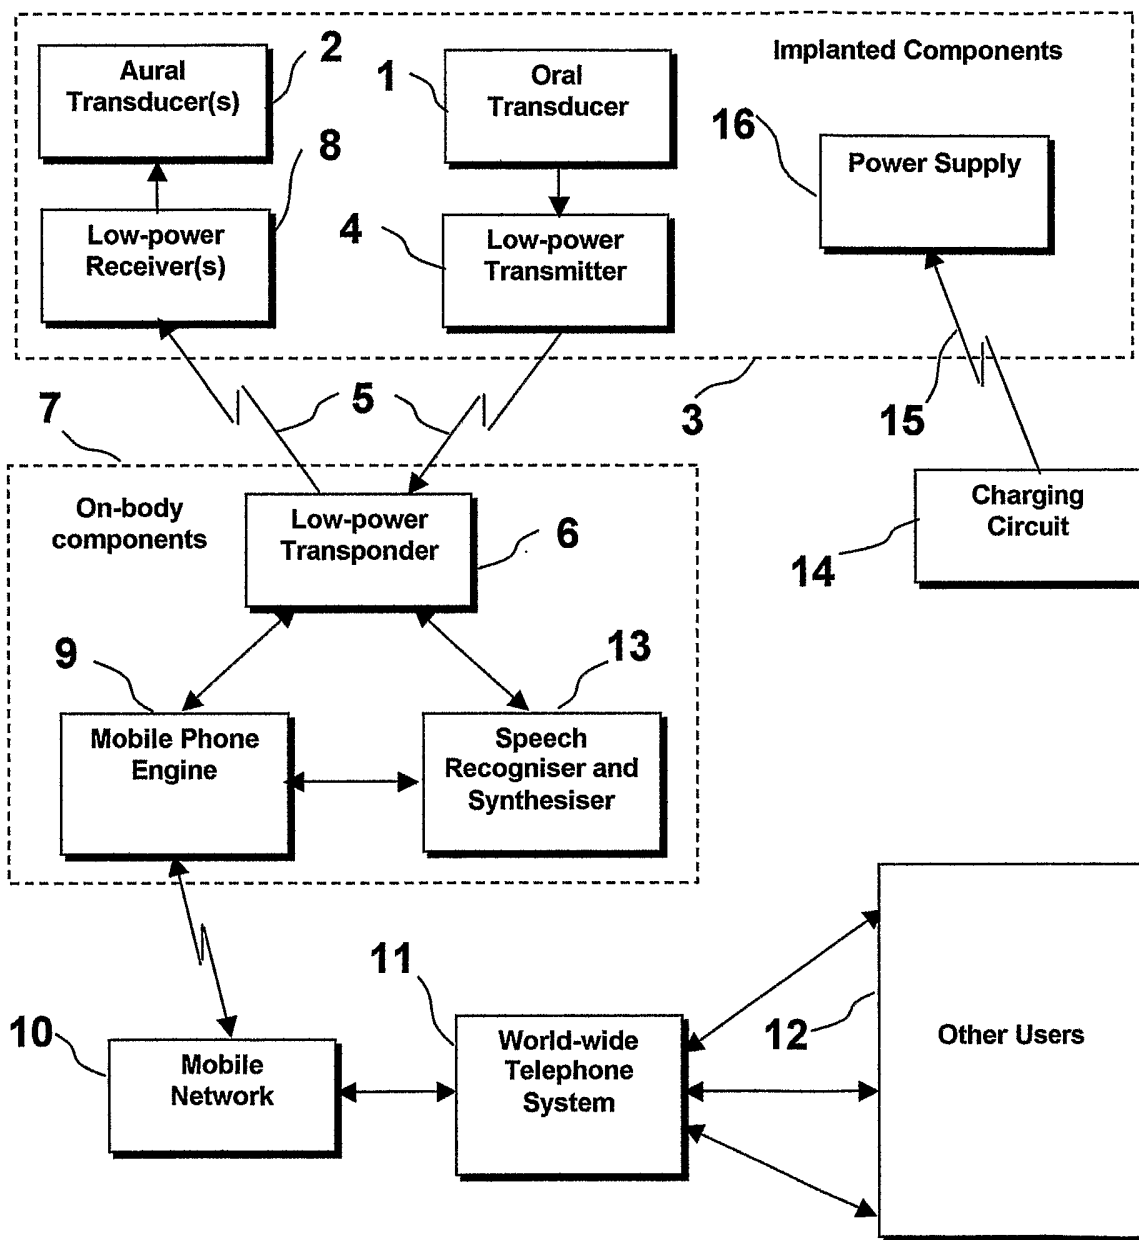 2
Aural
Transducer(s)
1
Oral
Transducer
Implanted Components
16
Power Supply
8
Low-power
Receiver(s)
4
Low-power
Transmitter
7
5
3
15
On-body
components
Low-power
Transponder
6
Charging
Circuit
14
9
13
Mobile Phone
Engine
Speech
Recogniser and
Synthesiser
11
10
Mobile
Network
World-wide
Telephone
System
12
Other Users